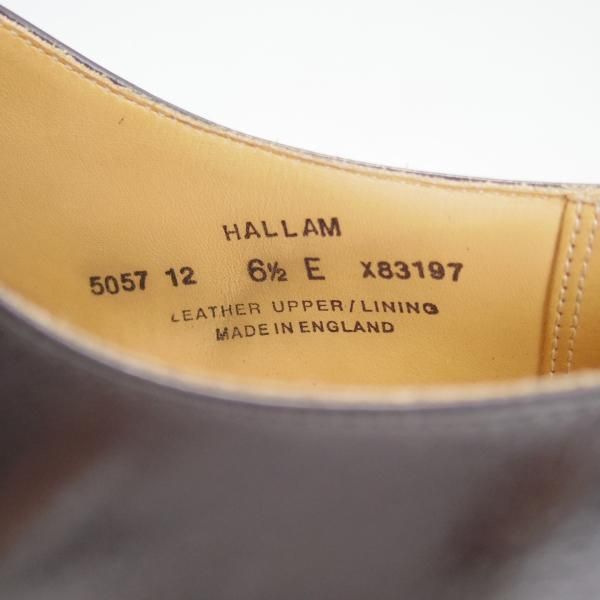 HALLAM
5057 12 6½ E X83197
LEATHER UPPER/LINING
MADE IN ENGLAND